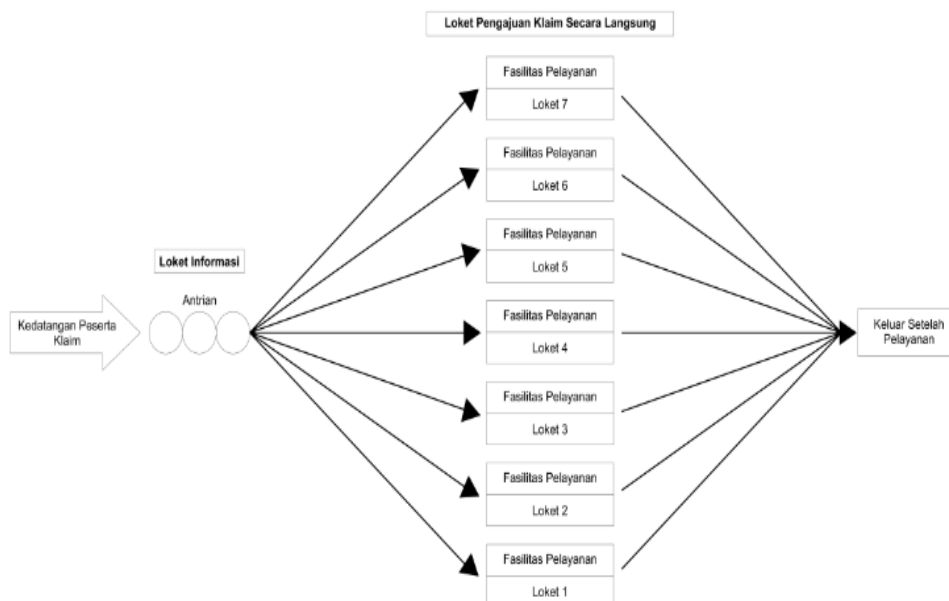 Loket Pengajuan Klaim Secara Langsung
Fasilitas Pelayanan
Loket 7
Fasilitas Pelayanan
Loket 6
Fasilitas Pelayanan
Loket 5
Loket Informasi
Antrian
Kedatangan Peserta
Klaim
Fasilitas Pelayanan
Loket 4
Keluar Setelah
Pelayanan
Fasilitas Pelayanan
Loket 3
Fasilitas Pelayanan
Loket 2
Fasilitas Pelayanan
Loket 1